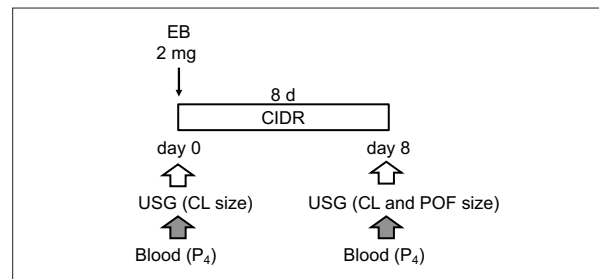 EB
2 mg
8 d
CIDR
day 0 day 8
USG (CL size) USG (CL and POF size)
Blood (P₄) Blood (P₄)